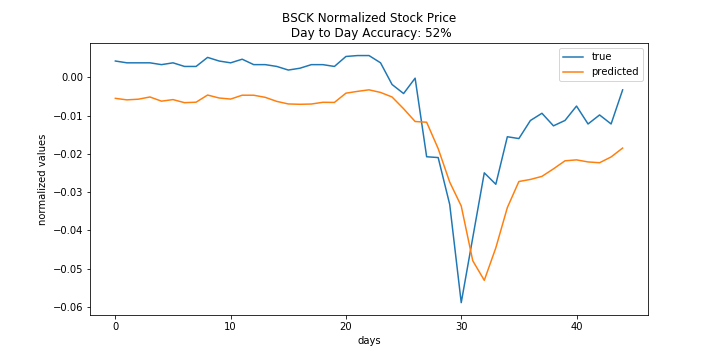 BSCK Normalized Stock Price
Day to Day Accuracy: 52%
true
predicted
normalized values
0.00
−0.01
−0.02
−0.03
−0.04
−0.05
−0.06
0
10
20
30
40
days